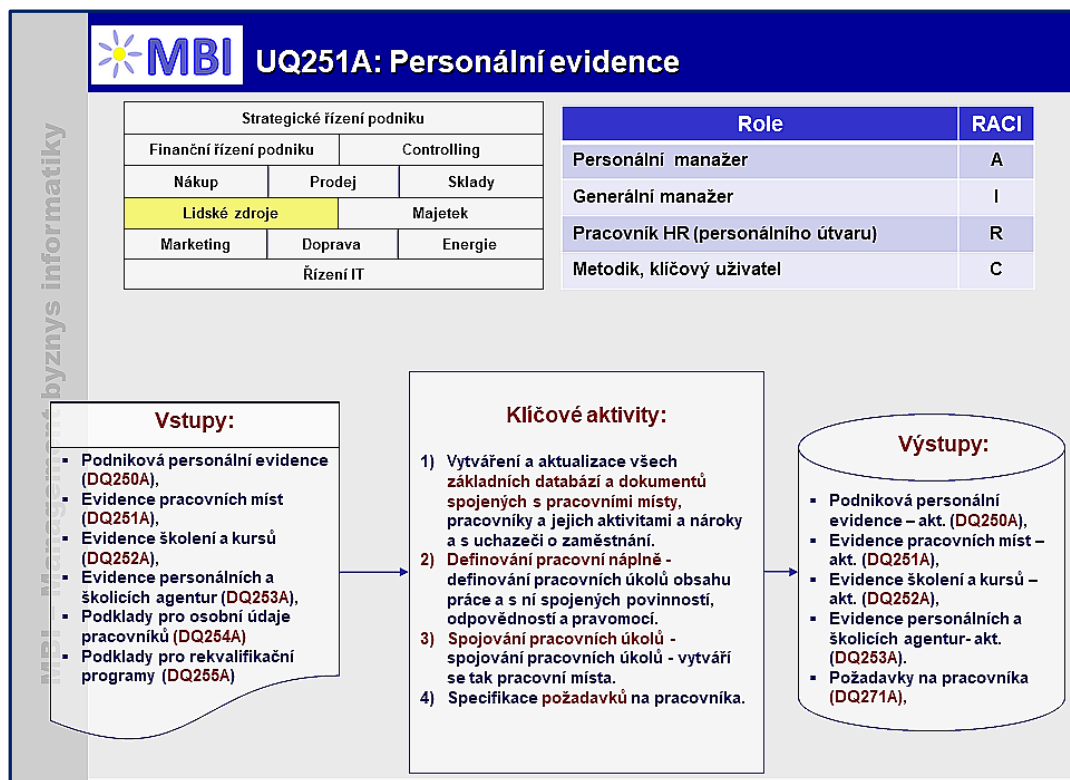 MBI
UQ251A: Personální evidence
MBI – Management byznys informatiky
Strategické řízení podniku
Finanční řízení podniku
Controlling
Nákup
Prodej
Sklady
Lidské zdroje
Majetek
Marketing
Doprava
Energie
Řízení IT
Role
RACI
Personální manažer
A
Generální manažer
I
Pracovník HR (personálního útvaru)
R
Metodik, klíčový uživatel
C
Vstupy:
▪ Podniková personální evidence
(DQ250A),
▪ Evidence pracovních míst
(DQ251A),
▪ Evidence školení a kursů
(DQ252A),
▪ Evidence personálních a
školicích agentur (DQ253A),
▪ Podklady pro osobní údaje
pracovníků (DQ254A)
▪ Podklady pro rekvalifikační
programy (DQ255A)
Klíčové aktivity:
1) Vytváření a aktualizace všech
základních databází a dokumentů
spojených s pracovními místy,
pracovníky a jejich aktivitami a nároky
a s uchazeči o zaměstnání.
2) Definování pracovní náplně -
definování pracovních úkolů obsahu
práce a s ní spojených povinností,
odpovědností a pravomocí.
3) Spojování pracovních úkolů -
spojování pracovních úkolů - vytváří
se tak pracovní místa.
4) Specifikace požadavků na pracovníka.
Výstupy:
▪ Podniková personální
evidence – akt. (DQ250A),
▪ Evidence pracovních míst –
akt. (DQ251A),
▪ Evidence školení a kursů –
akt. (DQ252A),
▪ Evidence personálních a
školicích agentur- akt.
(DQ253A).
▪ Požadavky na pracovníka
(DQ271A),